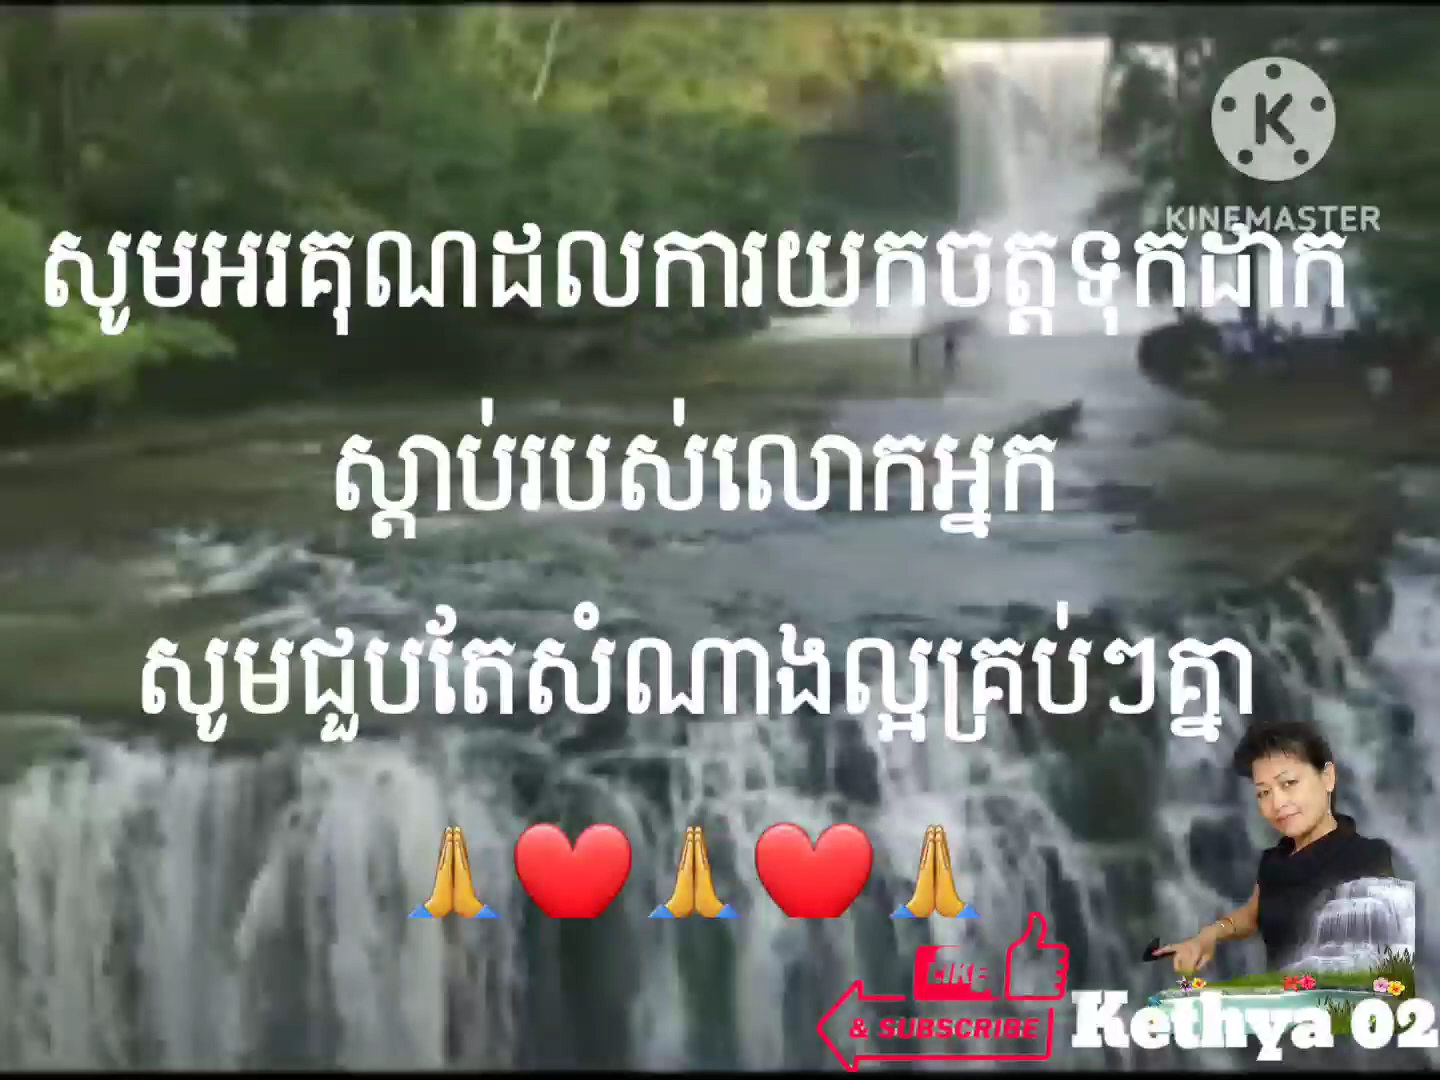 KINEMASTER
សូមអរគុណដលការយកចត្តទុកដាក
ស្តាប់របស់លោកអ្នក
សូមជួបតែសំណាងល្អគ្រប់ៗគ្នា
🙏❤️🙏❤️🙏
LIKE
& SUBSCRIBE
Kethya 02